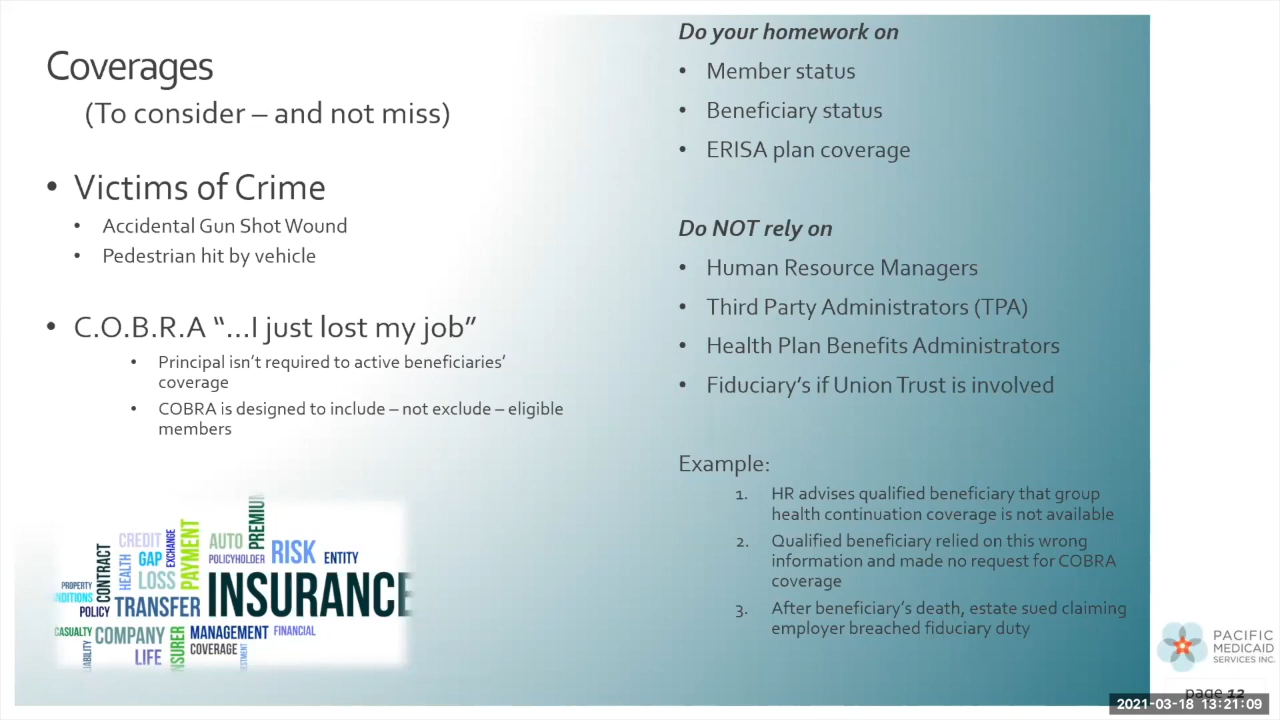 Coverages
(To consider – and not miss)
• Victims of Crime
• Accidental Gun Shot Wound
• Pedestrian hit by vehicle
• C.O.B.R.A “…I just lost my job”
• Principal isn’t required to active beneficiaries’
coverage
• COBRA is designed to include – not exclude – eligible
members
Do your homework on
• Member status
• Beneficiary status
• ERISA plan coverage
Do NOT rely on
• Human Resource Managers
• Third Party Administrators (TPA)
• Health Plan Benefits Administrators
• Fiduciary’s if Union Trust is involved
Example:
1. HR advises qualified beneficiary that group
health continuation coverage is not available
2. Qualified beneficiary relied on this wrong
information and made no request for COBRA
coverage
3. After beneficiary’s death, estate sued claiming
employer breached fiduciary duty
PROPERTY
POLICY
CASUALTY
CONTRACT
CREDIT
HEALTH
GAP
EXCHANGE
LOSS
PAYMENT
AUTO
POLICYHOLDER
RISK
ENTITY
TRANSFER
INSURANCE
COMPANY
LIFE
MANAGEMENT
FINANCIAL
COVERAGE
PACIFIC
MEDICAID
SERVICES INC.
page 12
2021-03-18 13:21:09